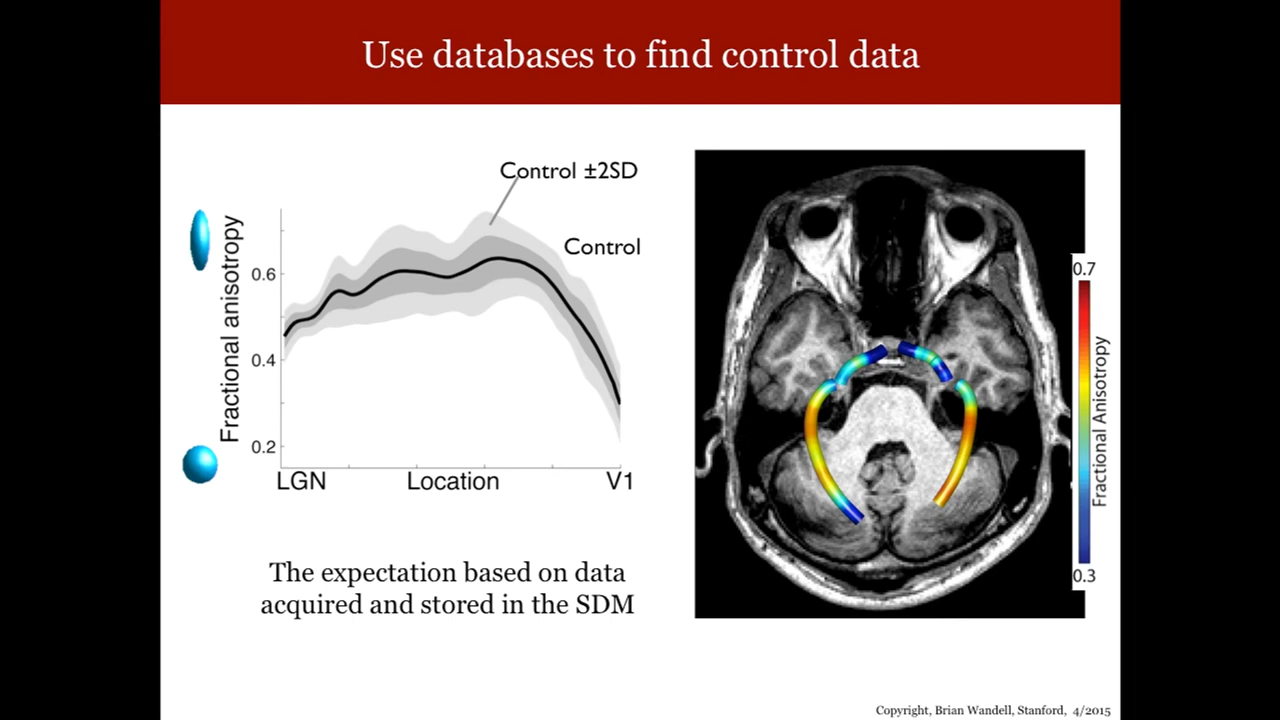 Use databases to find control data
Control ±2SD
Control
Fractional anisotropy
0.6
0.4
0.2
LGN
Location
V1
The expectation based on data
acquired and stored in the SDM
0.7
Fractional Anisotropy
0.3
Copyright, Brian Wandell, Stanford, 4/2015